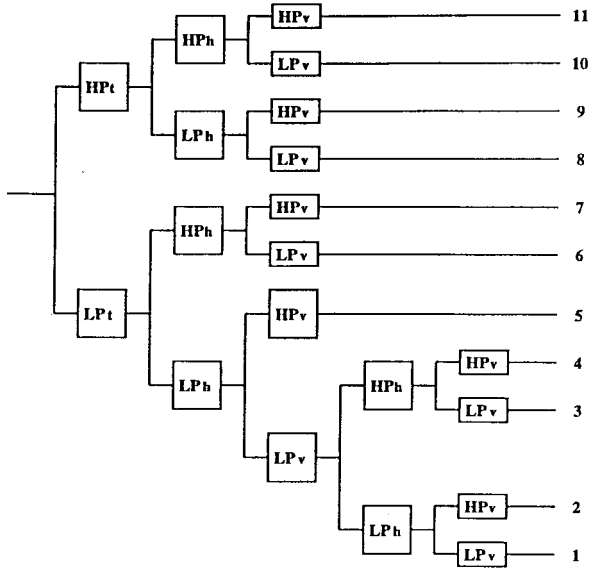 HPv 11
HPh
LPv 10
HPt
HPv 9
LPh
LPv 8
HPv 7
HPh
LPv 6
LPt
HPv 5
HPv 4
LPh HPh
LPv 3
LPv
HPv 2
LPh
LPv 1